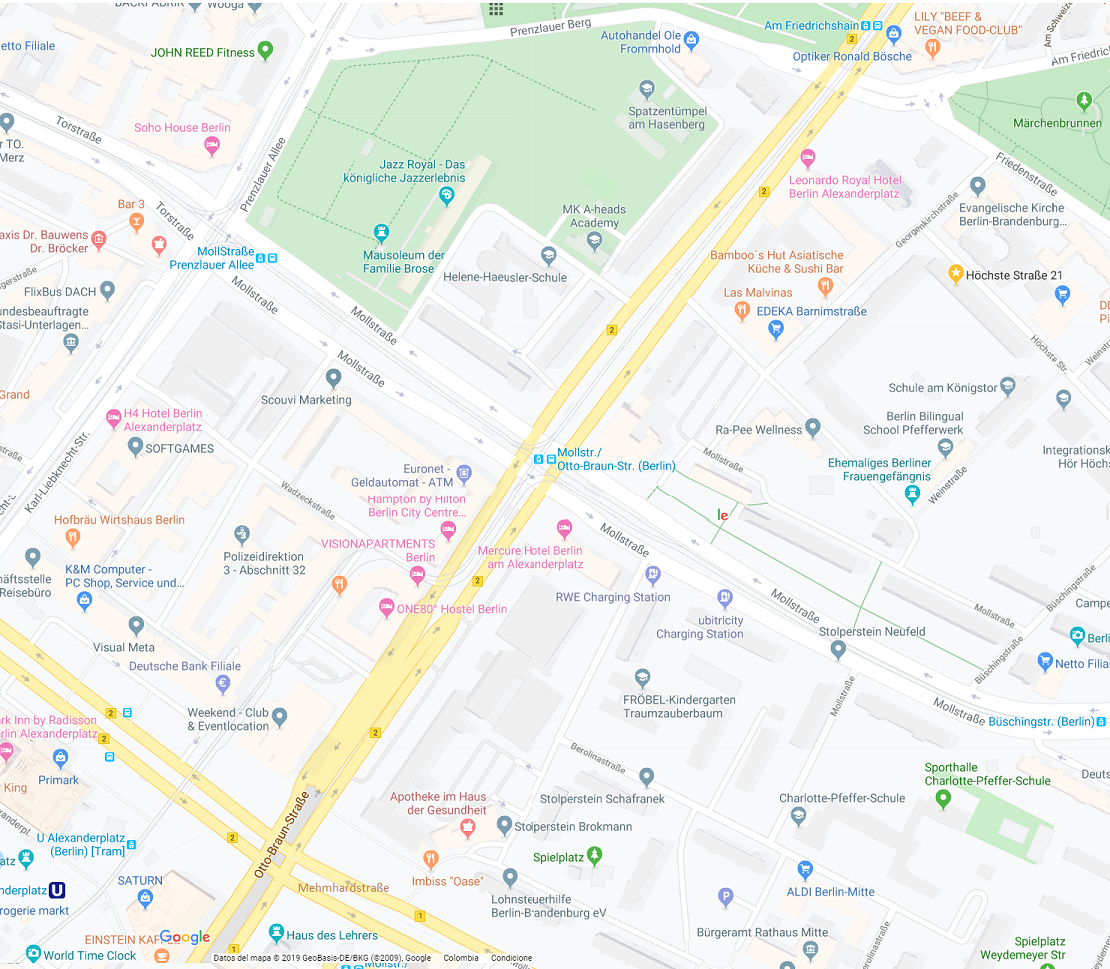 BACKFABRIK
Wooga
Prenzlauer Berg
Autohandel Ole
Frommhold
Am Friedrichshain
2
LILY "BEEF &
VEGAN FOOD-CLUB"
Am Schweizer
etto Filiale
JOHN REED Fitness
Optiker Ronald Bösche
Am Friedrich
Spatzentümpel
am Hasenberg
Märchenbrunnen
Torstraße
Soho House Berlin
r TO.
Merz
Prenzlauer Allee
Jazz Royal - Das
königliche Jazzerlebnis
Friedenstraße
Leonardo Royal Hotel
Berlin Alexanderplatz
2
Bar 3
Torstraße
MK A-heads
Academy
Georgenkirchstraße
Evangelische Kirche
Berlin-Brandenburg...
axis Dr. Bauwens
Dr. Bröcker
MollStraße
Prenzlauer Allee
Mausoleum der
Familie Brose
Helene-Haeusler-Schule
Bamboo´s Hut Asiatische
Küche & Sushi Bar
Höchste Straße 21
FlixBus DACH
Mollstraße
Las Malvinas
EDEKA Barnimstraße
undesbeauftragte
Stasi-Unterlagen...
Mollstraße
2
Höchste Str.
Mollstraße
Scouvi Marketing
Grand
Schule am Königstor
H4 Hotel Berlin
Alexanderplatz
Berlin Bilingual
School Pfefferwerk
Ra-Pee Wellness
SOFTGAMES
Karl-Liebknecht-Str.
Mollstr./
Otto-Braun-Str. (Berlin)
Mollstraße
Integrationsk
Hör Höchs
Euronet -
Geldautomat - ATM
Ehemaliges Berliner
Frauengefängnis
Weinstraße
Wadzeckstraße
Hampton by Hilton
Berlin City Centre...
le
Hofbräu Wirtshaus Berlin
VISIONAPARTMENTS
Berlin
Mercure Hotel Berlin
am Alexanderplatz
Mollstraße
Polizeidirektion
3 - Abschnitt 32
häftsstelle
Reisebüro
K&M Computer -
PC Shop, Service und...
2
RWE Charging Station
Büschingstraße
ONE80° Hostel Berlin
Mollstraße
Mollstraße
Campe
ubitricity
Charging Station
Stolperstein Neufeld
Visual Meta
Büschingstraße
Berli
Deutsche Bank Filiale
Netto Filia
FRÖBEL-Kindergarten
Traumzauberbaum
Mollstraße
Mollstraße
Büschingstr. (Berlin)
Weekend - Club
& Eventlocation
2
rk Inn by Radisson
rlin Alexanderplatz
2
2
Berolinastraße
Primark
Sporthalle
Charlotte-Pfeffer-Schule
Deuts
King
Stolperstein Schafranek
Charlotte-Pfeffer-Schule
Apotheke im Haus
der Gesundheit
Otto-Braun-Straße
Stolperstein Brokmann
U Alexanderplatz
(Berlin) [Tram]
2
Spielplatz
Imbiss "Oase"
SATURN
Memhardstraße
nderplatz
U
rogerie markt
Lohnsteuerhilfe
Berlin-Brandenburg eV
P
ALDI Berlin-Mitte
1
Haus des Lehrers
Bürgeramt Rathaus Mitte
EINSTEIN KAF
Google
1
World Time Clock
Spielplatz
Weydemeyer Str
Datos del mapa © 2019 GeoBasis-DE/BKG (©2009), Google Colombia Condicione